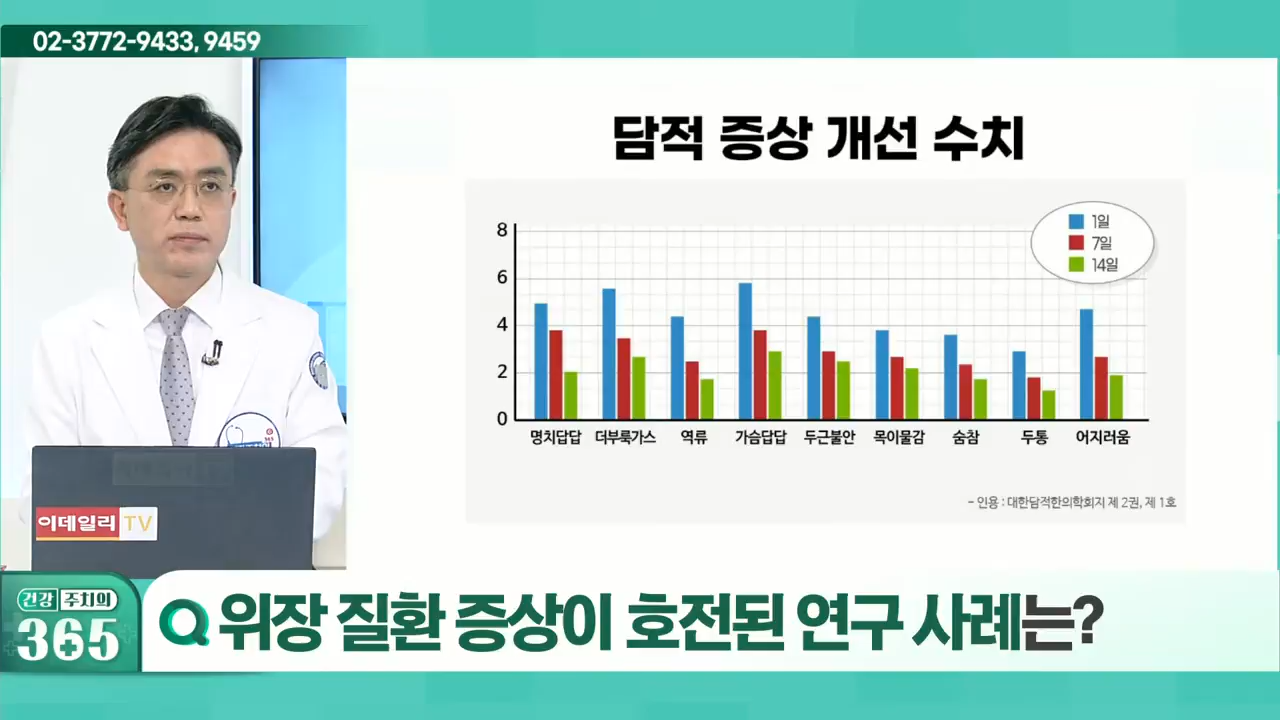 02-3772-9433, 9459
담적 증상 개선 수치
1일
7일
14일
8
6
4
2
0
명치답답 더부룩가스 역류 가슴답답 두근불안 목이물감 숨참 두통 어지러움
- 인용 : 대한담적한의학회지 제 2권, 제 1호
이데일리 TV
건강 주치의
365
Q 위장 질환 증상이 호전된 연구 사례는?